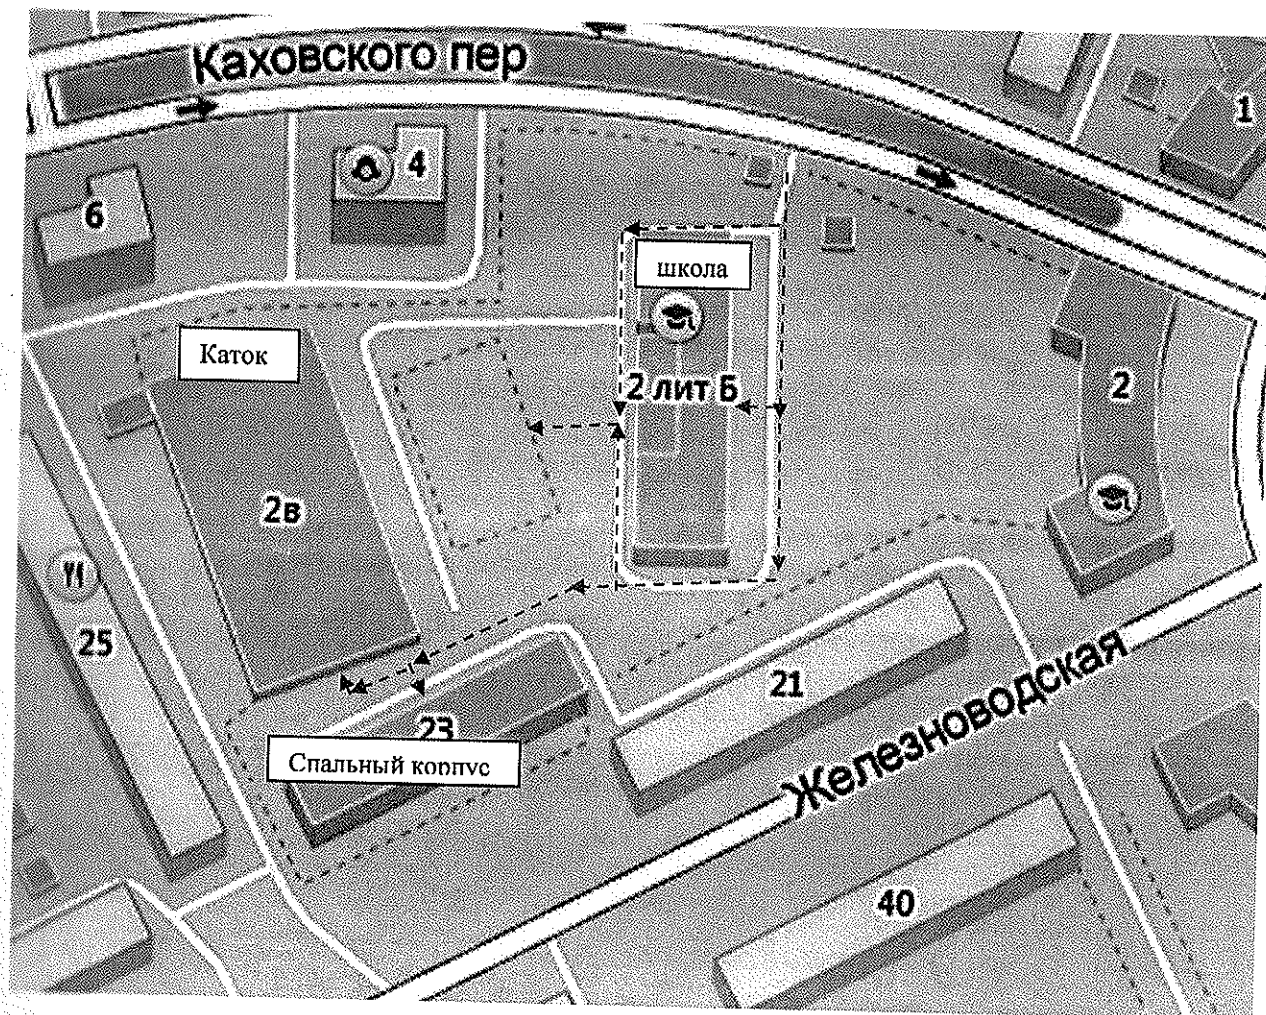 Каховского пер
1
4
6
школа
Каток
2 лит Б
2
2в
25
21
23
Спальный корпус
Железноводская
40